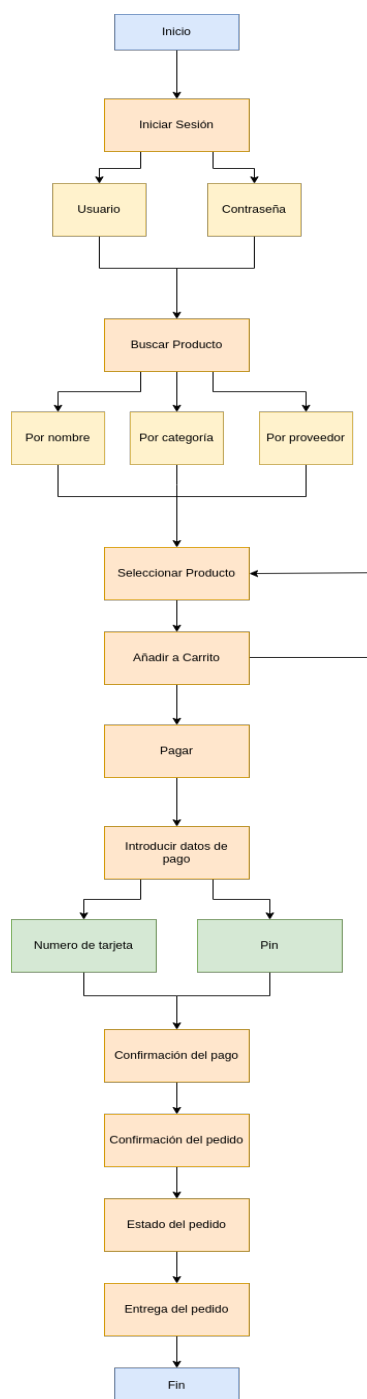 Inicio
Iniciar Sesión
Usuario
Contraseña
Buscar Producto
Por nombre
Por categoría
Por proveedor
Seleccionar Producto
Añadir a Carrito
Pagar
Introducir datos de
pago
Numero de tarjeta
Pin
Confirmación del pago
Confirmación del pedido
Estado del pedido
Entrega del pedido
Fin